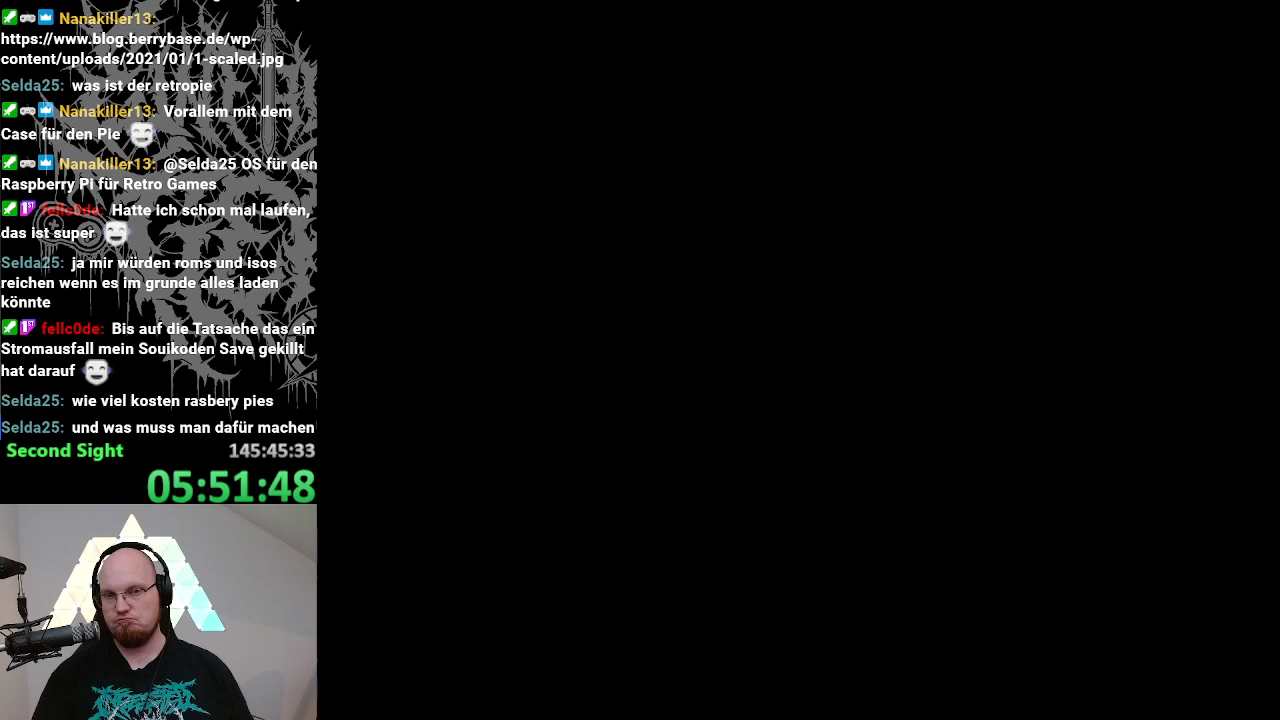 Nanakiller13:
https://www.blog.berrybase.de/wp-
content/uploads/2021/01/1-scaled.jpg
Selda25: was ist der retropie
Nanakiller13: Vorallem mit dem
Case für den Pie
Nanakiller13: @Selda25 OS für den
Raspberry Pi für Retro Games
fellc0de: Hatte ich schon mal laufen,
das ist super
Selda25: ja mir würden roms und isos
reichen wenn es im grunde alles laden
könnte
fellc0de: Bis auf die Tatsache das ein
Stromausfall mein Souikoden Save gekillt
hat darauf
Selda25: wie viel kosten rasbery pies
Selda25: und was muss man dafür machen
Second Sight 145:45:33
05:51:48